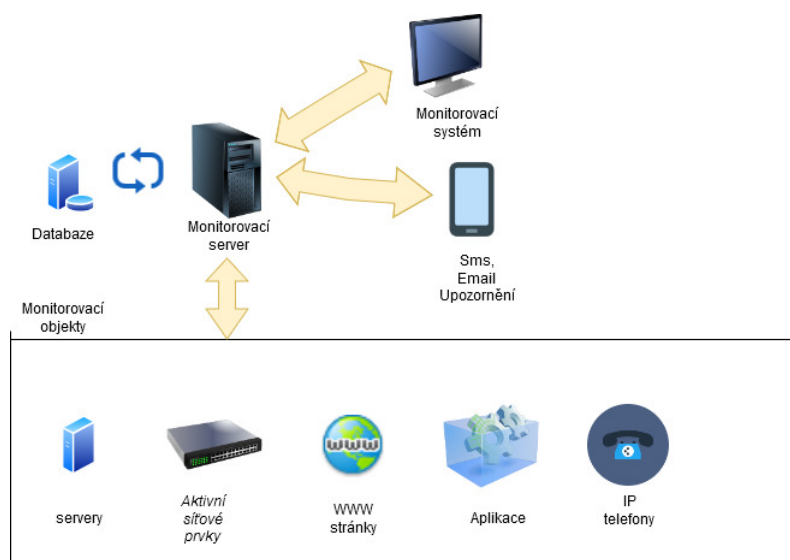 Monitorovací
systém
Databaze
Monitorovací
server
Sms,
Email
Upozornění
Monitorovací
objekty
servery
Aktivní
síťové
prvky
www
WWW
stránky
Aplikace
IP
telefony